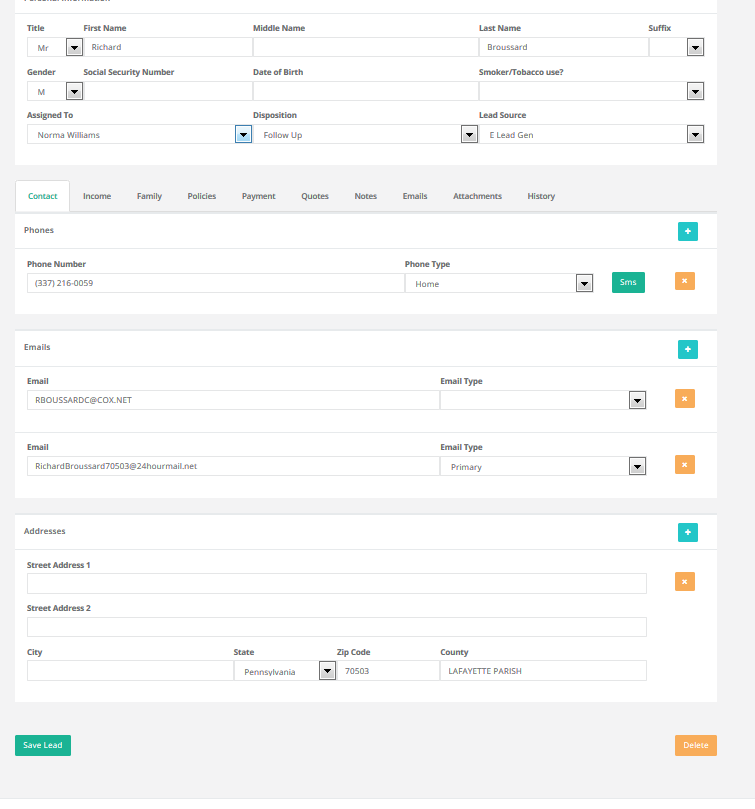 Personal Information
Title First Name Middle Name Last Name Suffix
Mr Richard Broussard
Gender Social Security Number Date of Birth Smoker/Tobacco use?
M
Assigned To Disposition Lead Source
Norma Williams Follow Up E Lead Gen
Contact Income Family Policies Payment Quotes Notes Emails Attachments History
Phones +
Phone Number Phone Type
(337) 216-0059 Home Sms ×
Emails +
Email Email Type
RBOUSSARDC@COX.NET ×
Email Email Type
RichardBroussard70503@24hourmail.net Primary ×
Addresses +
Street Address 1
×
Street Address 2
City State Zip Code County
Pennsylvania 70503 LAFAYETTE PARISH
Save Lead Delete